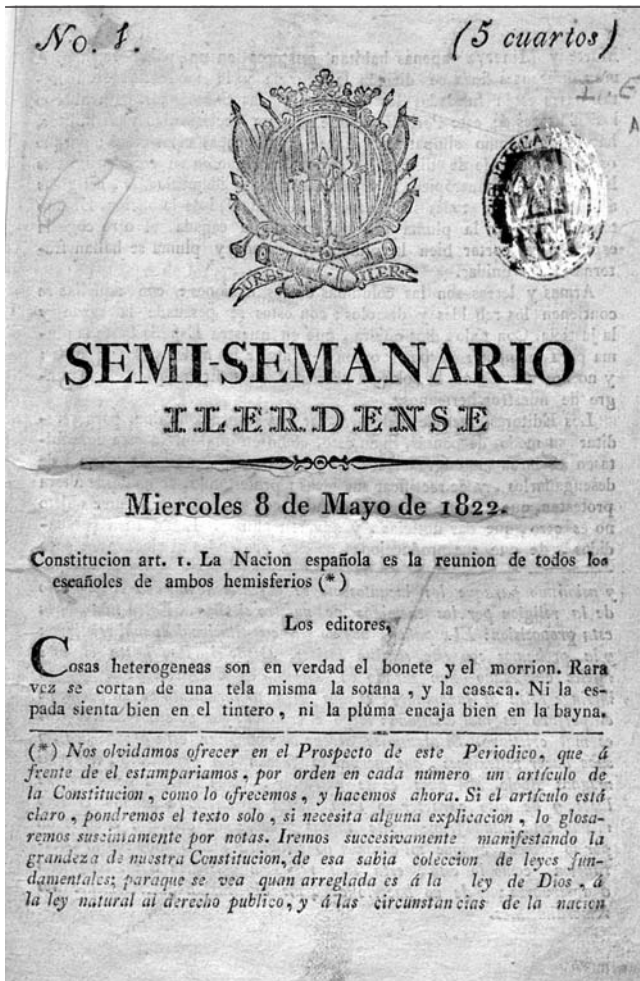 No. 1.
(5 cuartos)
SEMI-SEMANARIO
ILERDENSE
Miercoles 8 de Mayo de 1822.
Constitucion art. 1. La Nacion española es la reunion de todos los
escañoles de ambos hemisferios (*)
Los editores,
Cosas heterogeneas son en verdad el bonete y el morrion. Rara
vez se cortan de una tela misma la sotana, y la casaca. Ni la es-
pada sienta bien en el tintero, ni la plúma encaja bien en la bayna.
(*) Nos olvidamos ofrecer en el Prospecto de este Periodico, que á
frente de el estampariamos, por orden en cada número un artículo de
la Constitucion, como lo ofrecemos, y hacemos ahora. Si el artículo está
claro, pondremos el texto solo, si necesita alguna explicacion, lo glosa-
remos suscintamente por notas. Iremos succesivamente manifestando la
grandeza de nuestra Constitucion, de esa sabia coleccion de leyes fun-
damentales; paraque se vea quan arreglada es á la ley de Dios, á
la ley natural al derecho publico, y á las circunstancias de la nacion